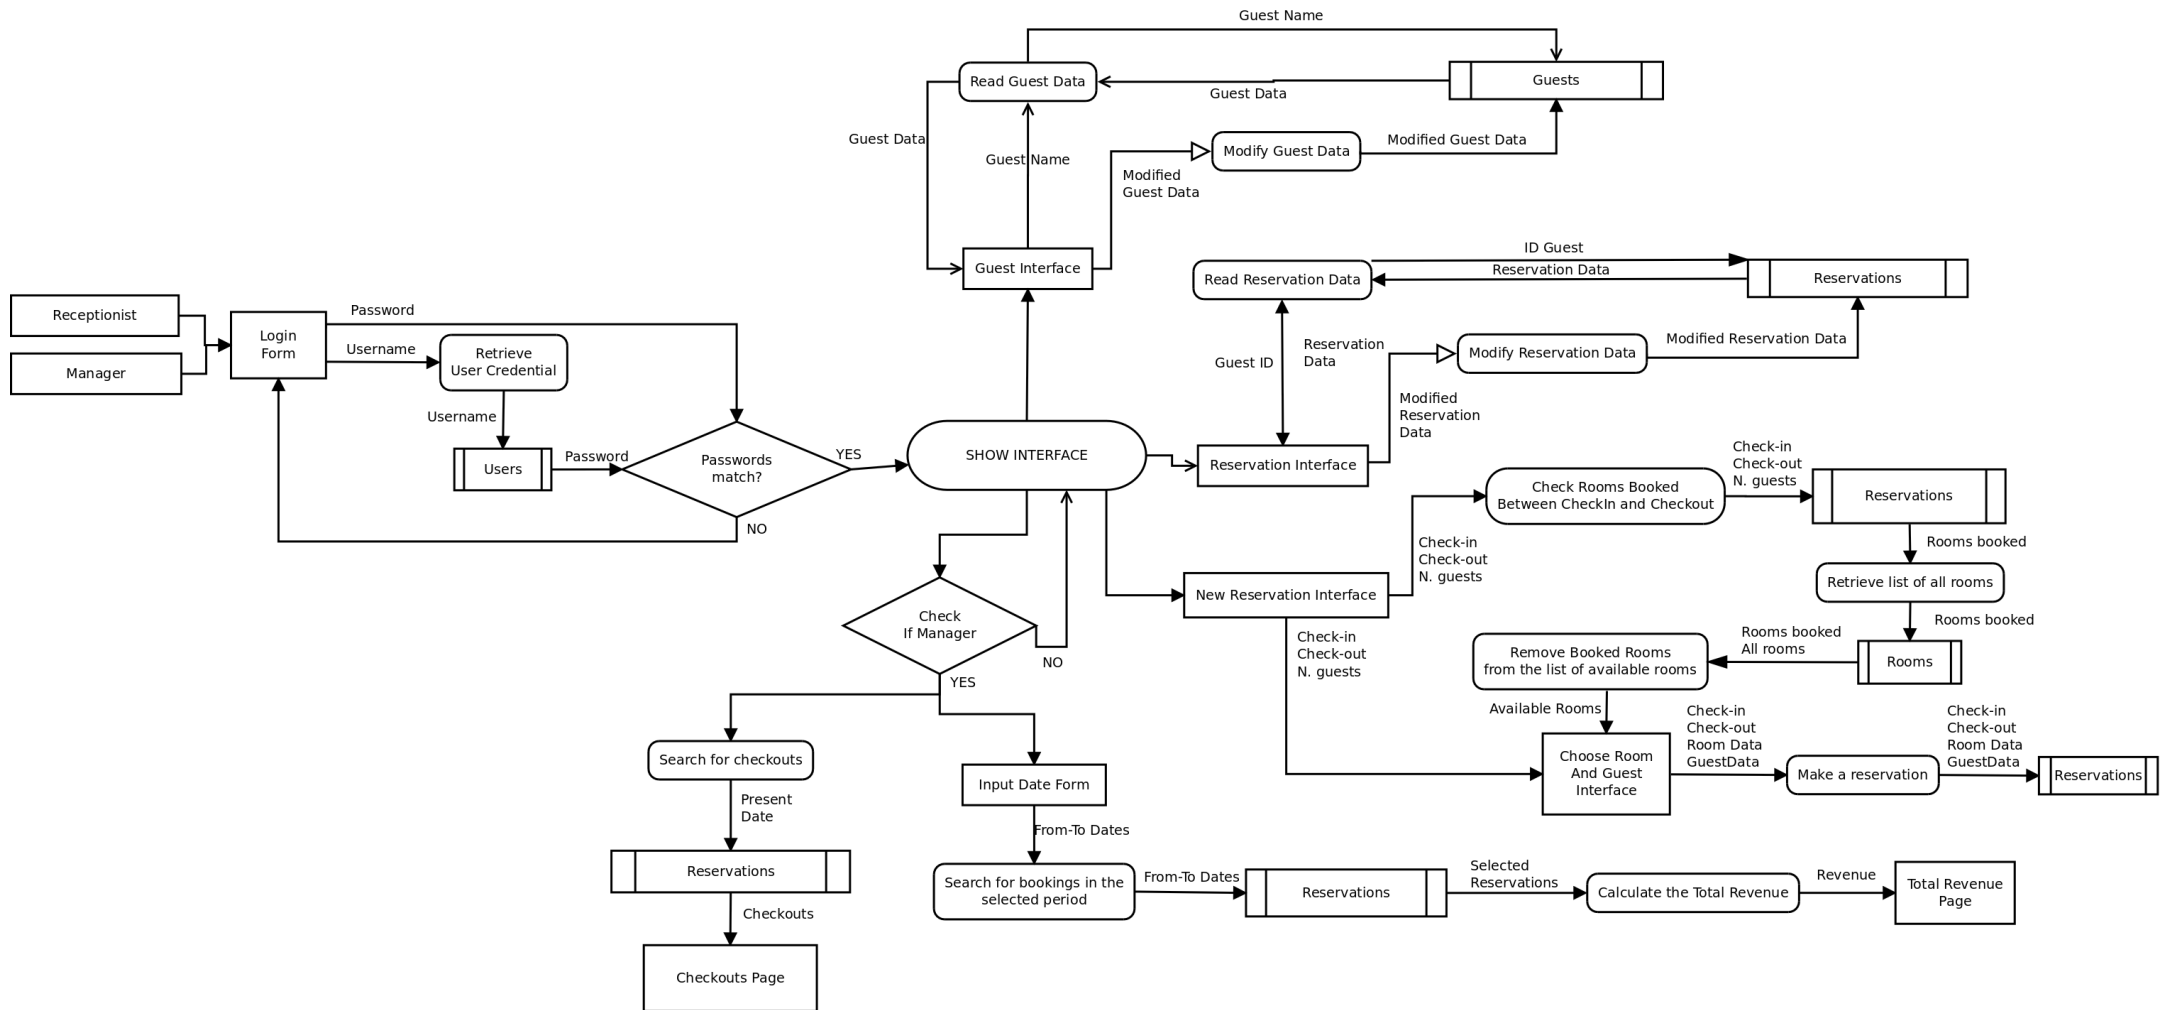 Guest Name
Read Guest Data
Guests
Guest Data
Guest Data
Modify Guest Data
Modified Guest Data
Guest Name
Modified
Guest Data
Guest Interface
ID Guest
Read Reservation Data
Reservation Data
Reservations
Receptionist
Manager
Login
Form
Password
Username
Retrieve
User Credential
Username
Users
Password
Passwords
match?
YES
NO
SHOW INTERFACE
Guest ID
Reservation
Data
Modify Reservation Data
Modified Reservation Data
Modified
Reservation
Data
Reservation Interface
Check Rooms Booked
Between CheckIn and Checkout
Check-in
Check-out
N. guests
Reservations
Rooms booked
Check-in
Check-out
N. guests
New Reservation Interface
Retrieve list of all rooms
Rooms booked
Check
If Manager
NO
YES
Check-in
Check-out
N. guests
Remove Booked Rooms
from the list of available rooms
Rooms booked
All rooms
Rooms
Available Rooms
Choose Room
And Guest
Interface
Check-in
Check-out
Room Data
GuestData
Make a reservation
Check-in
Check-out
Room Data
GuestData
Reservations
Search for checkouts
Present
Date
Reservations
Checkouts
Checkouts Page
Input Date Form
From-To Dates
Search for bookings in the
selected period
From-To Dates
Reservations
Selected
Reservations
Calculate the Total Revenue
Revenue
Total Revenue
Page